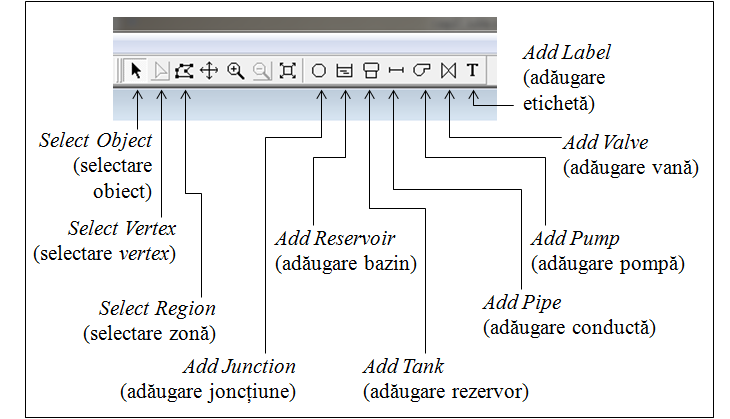 T
Add Label
(adăugare
etichetă)
Select Object
(selectare
obiect)
Add Valve
(adăugare vană)
Select Vertex
(selectare vertex)
Add Reservoir
(adăugare bazin)
Add Pump
(adăugare pompă)
Select Region
(selectare zonă)
Add Pipe
(adăugare conductă)
Add Junction
(adăugare joncțiune)
Add Tank
(adăugare rezervor)